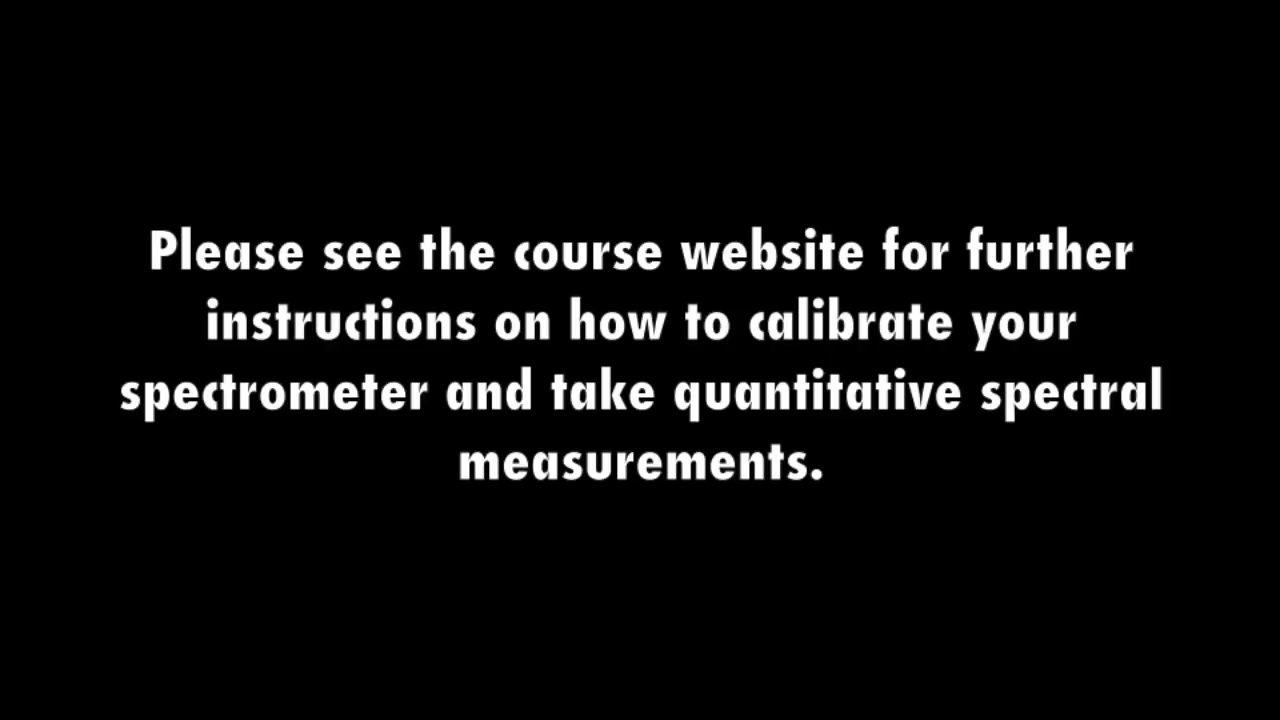 Please see the course website for further
instructions on how to calibrate your
spectrometer and take quantitative spectral
measurements.